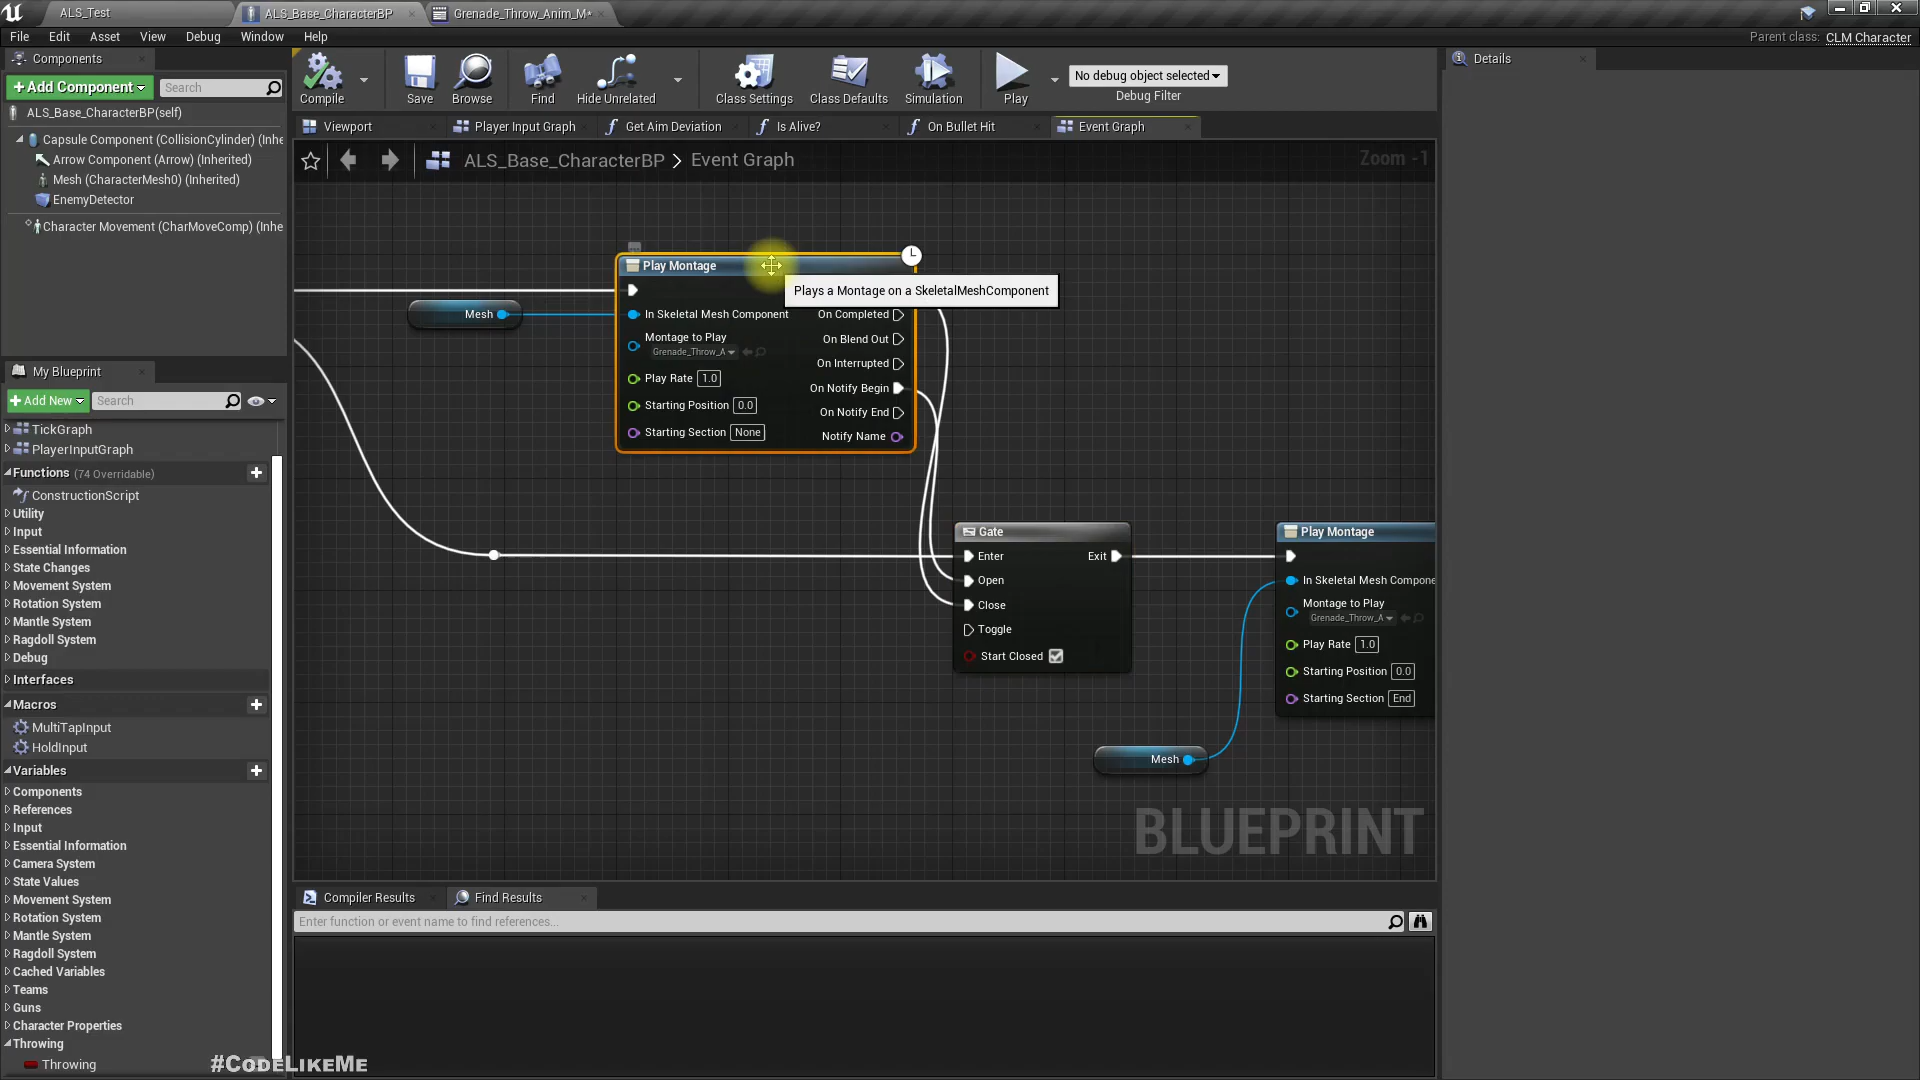 ALS_Test
ALS_Base_CharacterBP
Grenade_Throw_Anim_M*
File Edit Asset View Debug Window Help
Parent class: CLM Character
Components
+Add Component
Search
ALS_Base_CharacterBP(self)
Capsule Component (CollisionCylinder) (Inhe
Arrow Component (Arrow) (Inherited)
Mesh (CharacterMesh0) (Inherited)
EnemyDetector
Character Movement (CharMoveComp) (Inhe
Compile
Save
Browse
Find
Hide Unrelated
Class Settings
Class Defaults
Simulation
Play
No debug object selected
Debug Filter
Details
Viewport
Player Input Graph
Get Aim Deviation
Is Alive?
On Bullet Hit
Event Graph
ALS_Base_CharacterBP > Event Graph
Zoom -1
Play Montage
Plays a Montage on a SkeletalMeshComponent
Mesh
In Skeletal Mesh Component
On Completed
Montage to Play
Grenade_Throw_A
On Blend Out
On Interrupted
Play Rate 1.0
On Notify Begin
Starting Position 0.0
On Notify End
Starting Section None
Notify Name
Gate
Enter
Exit
Open
Close
Toggle
Start Closed
Play Montage
In Skeletal Mesh Compone
Montage to Play
Grenade_Throw_A
Play Rate 1.0
Starting Position 0.0
Starting Section End
Mesh
BLUEPRINT
My Blueprint
+Add New
Search
TickGraph
PlayerInputGraph
Functions (74 Overridable)
ConstructionScript
Utility
Input
Essential Information
State Changes
Movement System
Rotation System
Mantle System
Ragdoll System
Debug
Interfaces
Macros
MultiTapInput
HoldInput
Variables
Components
References
Input
Essential Information
Camera System
State Values
Movement System
Rotation System
Mantle System
Ragdoll System
Cached Variables
Teams
Guns
Character Properties
Throwing
Throwing
Compiler Results
Find Results
Enter function or event name to find references...
#CodeLikeMe